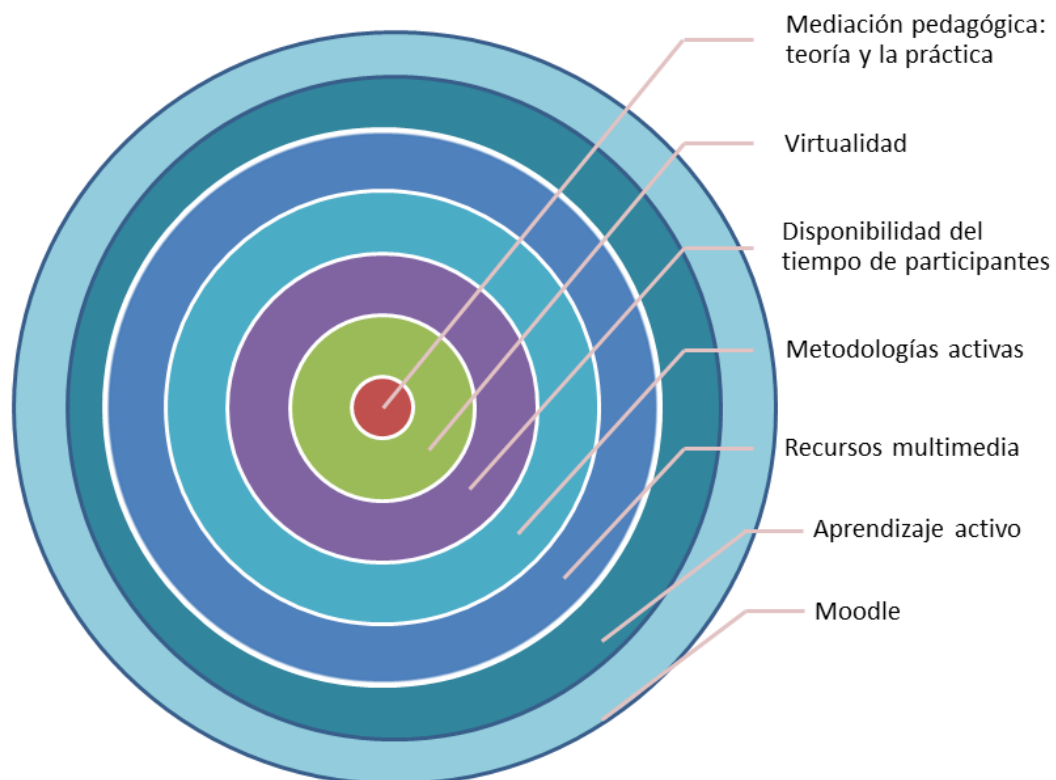 Mediación pedagógica:
teoría y la práctica
Virtualidad
Disponibilidad del
tiempo de participantes
Metodologías activas
Recursos multimedia
Aprendizaje activo
Moodle